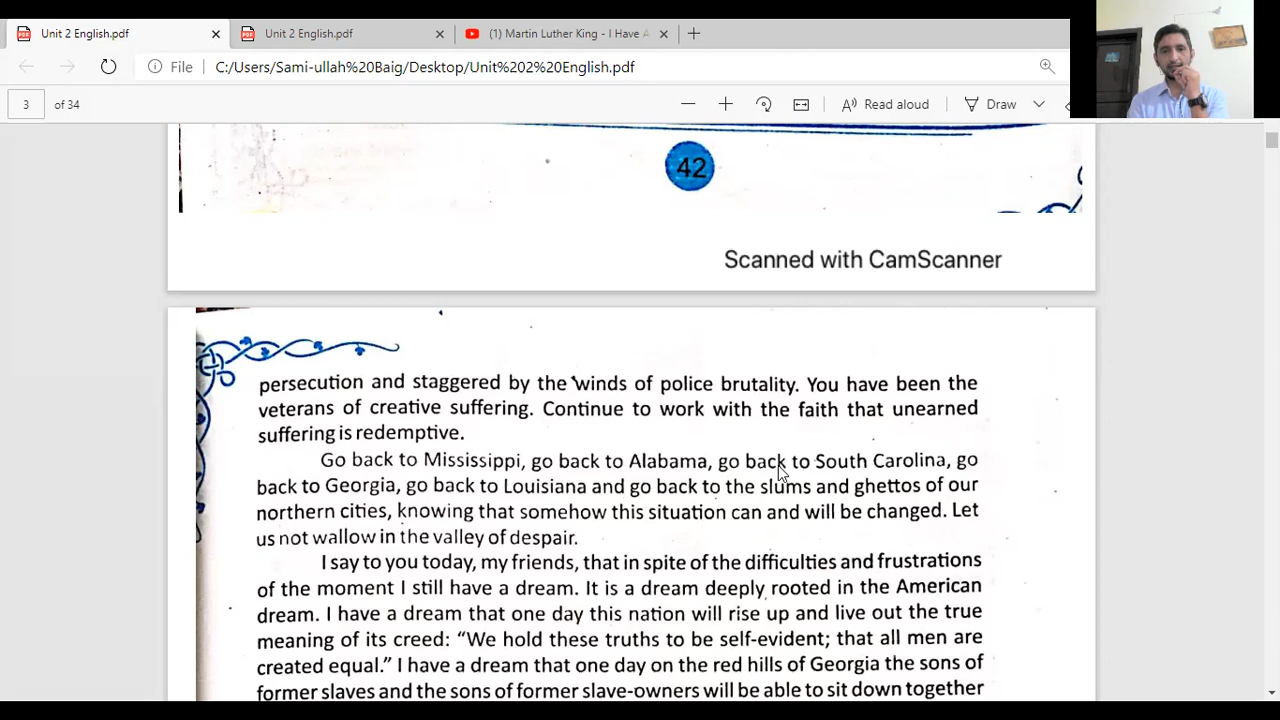 Unit 2 English.pdf
Unit 2 English.pdf
(1) Martin Luther King - I Have A
File
C:/Users/Sami-ullah%20Baig/Desktop/Unit%202%20English.pdf
3 of 34
Read aloud
Draw
42
Scanned with CamScanner
persecution and staggered by the winds of police brutality. You have been the
veterans of creative suffering. Continue to work with the faith that unearned
suffering is redemptive.
Go back to Mississippi, go back to Alabama, go back to South Carolina, go
back to Georgia, go back to Louisiana and go back to the slums and ghettos of our
northern cities, knowing that somehow this situation can and will be changed. Let
us not wallow in the valley of despair.
I say to you today, my friends, that in spite of the difficulties and frustrations
of the moment I still have a dream. It is a dream deeply rooted in the American
dream. I have a dream that one day this nation will rise up and live out the true
meaning of its creed: “We hold these truths to be self-evident; that all men are
created equal.” I have a dream that one day on the red hills of Georgia the sons of
former slaves and the sons of former slave-owners will be able to sit down together